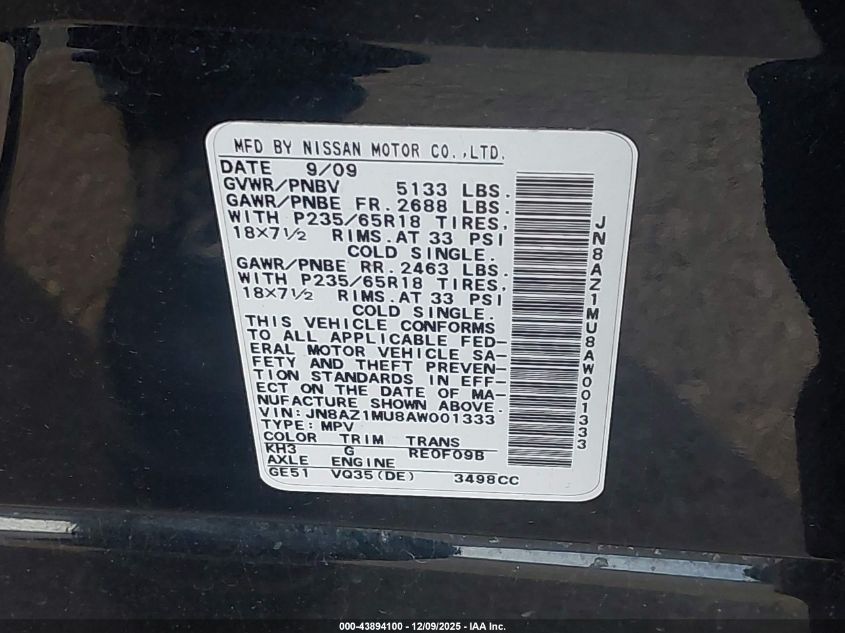 MFD BY NISSAN MOTOR CO.,LTD.
DATE 9/09
GVWR/PNBV 5133 LBS.
GAWR/PNBE FR. 2688 LBS.
WITH P235/65R18 TIRES,
18×7½ RIMS. AT 33 PSI
COLD SINGLE.
GAWR/PNBE RR. 2463 LBS.
WITH P235/65R18 TIRES,
18×7½ RIMS. AT 33 PSI
COLD SINGLE.
THIS VEHICLE CONFORMS
TO ALL APPLICABLE FED-
ERAL MOTOR VEHICLE SA-
FETY AND THEFT PREVEN-
TION STANDARDS IN EFF-
ECT ON THE DATE OF MA-
NUFACTURE SHOWN ABOVE.
VIN: JN8AZ1MU8AW001333
TYPE: MPV
COLOR TRIM TRANS
KH3 G RE0F09B
AXLE ENGINE
GE51 VQ35(DE) 3498CC
JN8AZ1MU8AW001333
000-43894100 - 12/09/2025 - IAA Inc.